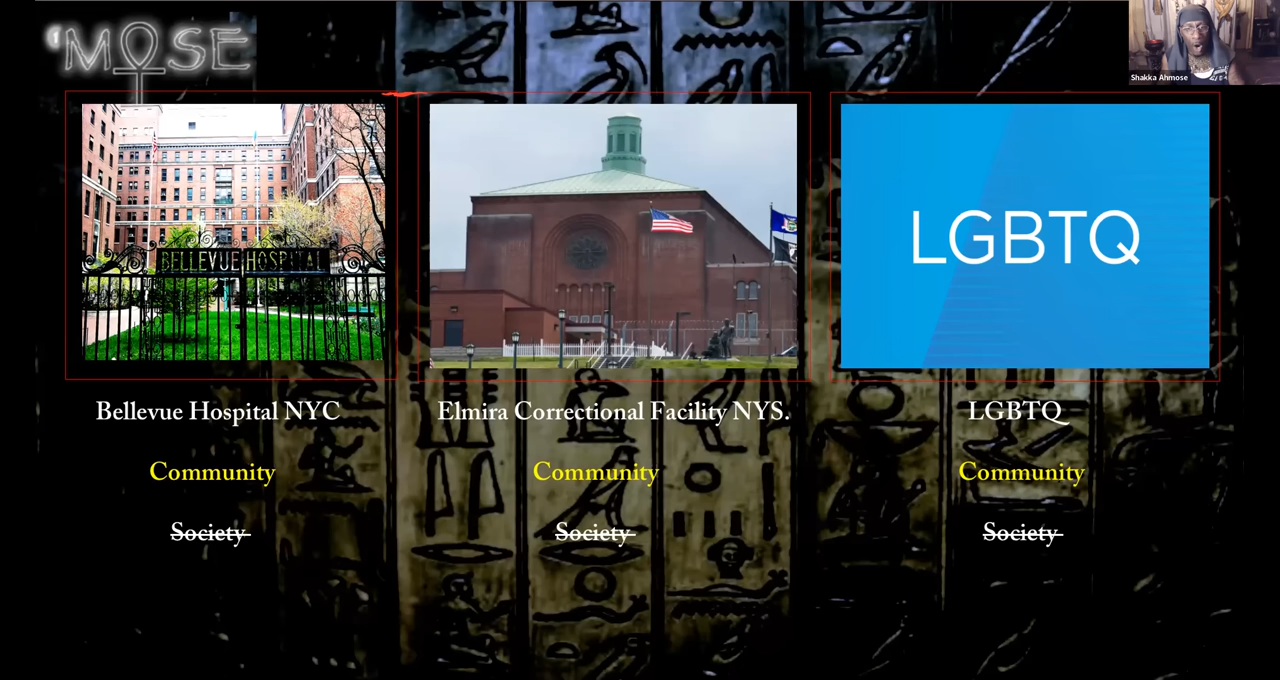 'MOSE
Shakka Ahmose
BELLEVUE HOSPITAL
LGBTQ
Bellevue Hospital NYC
Elmira Correctional Facility NYS.
LGBTQ
Community
Community
Community
Society
Society
Society